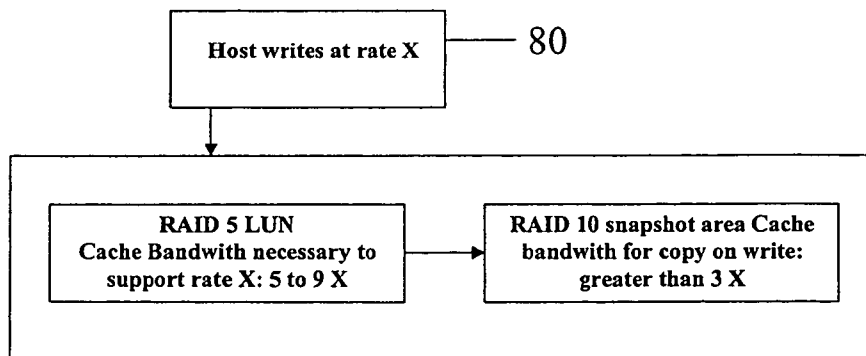 Host writes at rate X
80
RAID 5 LUN
Cache Bandwith necessary to
support rate X: 5 to 9 X
RAID 10 snapshot area Cache
bandwith for copy on write:
greater than 3 X